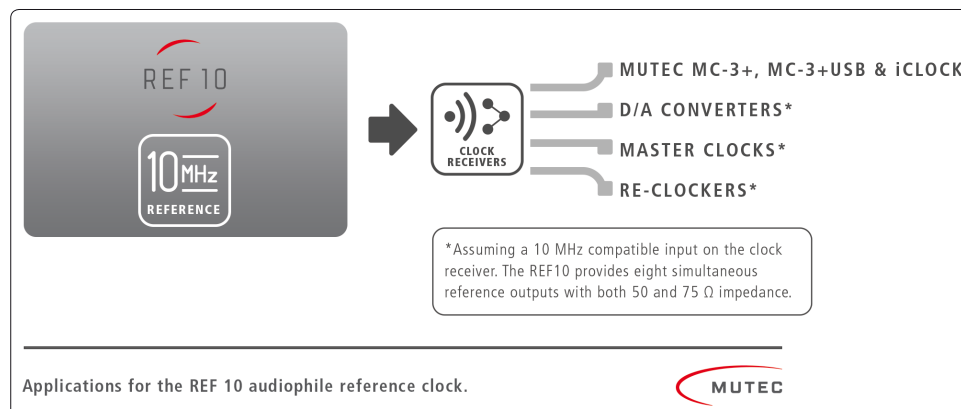 REF 10
10 MHz
REFERENCE
CLOCK
RECEIVERS
MUTEC MC-3+, MC-3+USB & iCLOCK
D/A CONVERTERS*
MASTER CLOCKS*
RE-CLOCKERS*
*Assuming a 10 MHz compatible input on the clock
receiver. The REF10 provides eight simultaneous
reference outputs with both 50 and 75 Ω impedance.
Applications for the REF 10 audiophile reference clock.
MUTEC